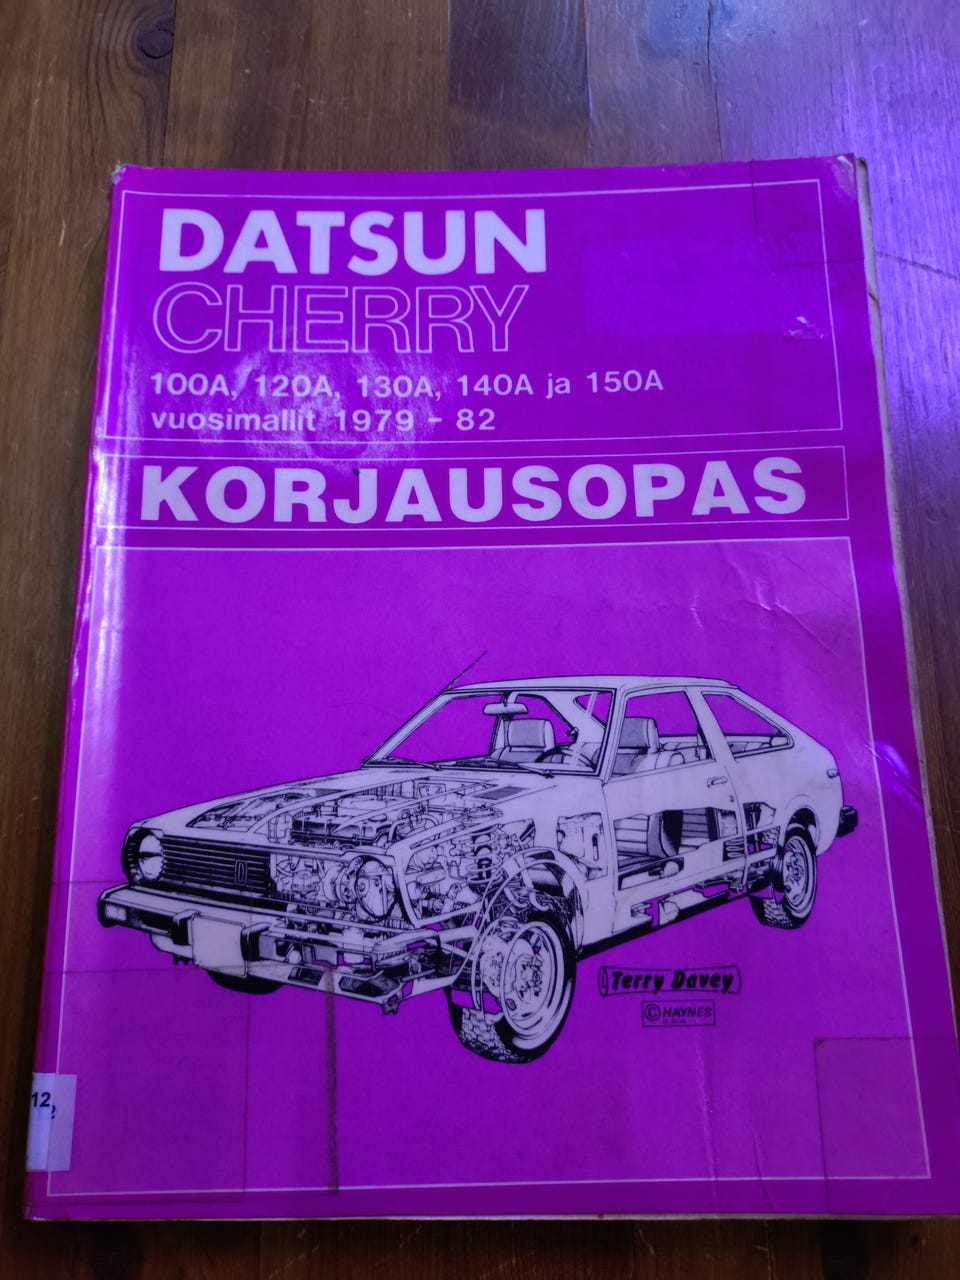 DATSUN
CHERRY
100A, 120A, 130A, 140A ja 150A
vuosimallit 1979 - 82
KORJAUSOPAS
Terry Davey
© HAYNES
12